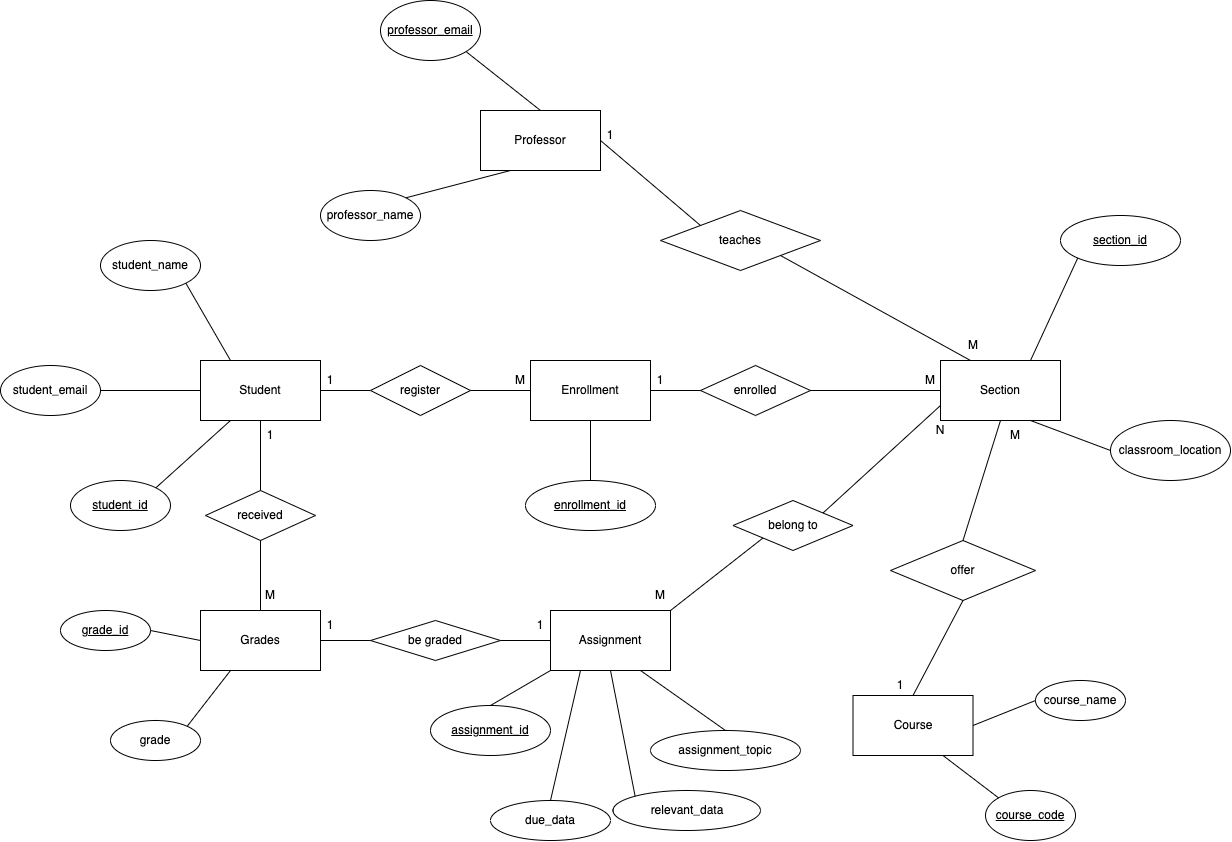 professor_email
Professor
1
professor_name
teaches
section_id
student_name
M
student_email
Student
1
register
M
Enrollment
1
enrolled
M
Section
1
N
M
classroom_location
student_id
received
enrollment_id
belong to
offer
M
M
grade_id
Grades
1
be graded
1
Assignment
1
course_name
Course
grade
assignment_id
assignment_topic
due_data
relevant_data
course_code